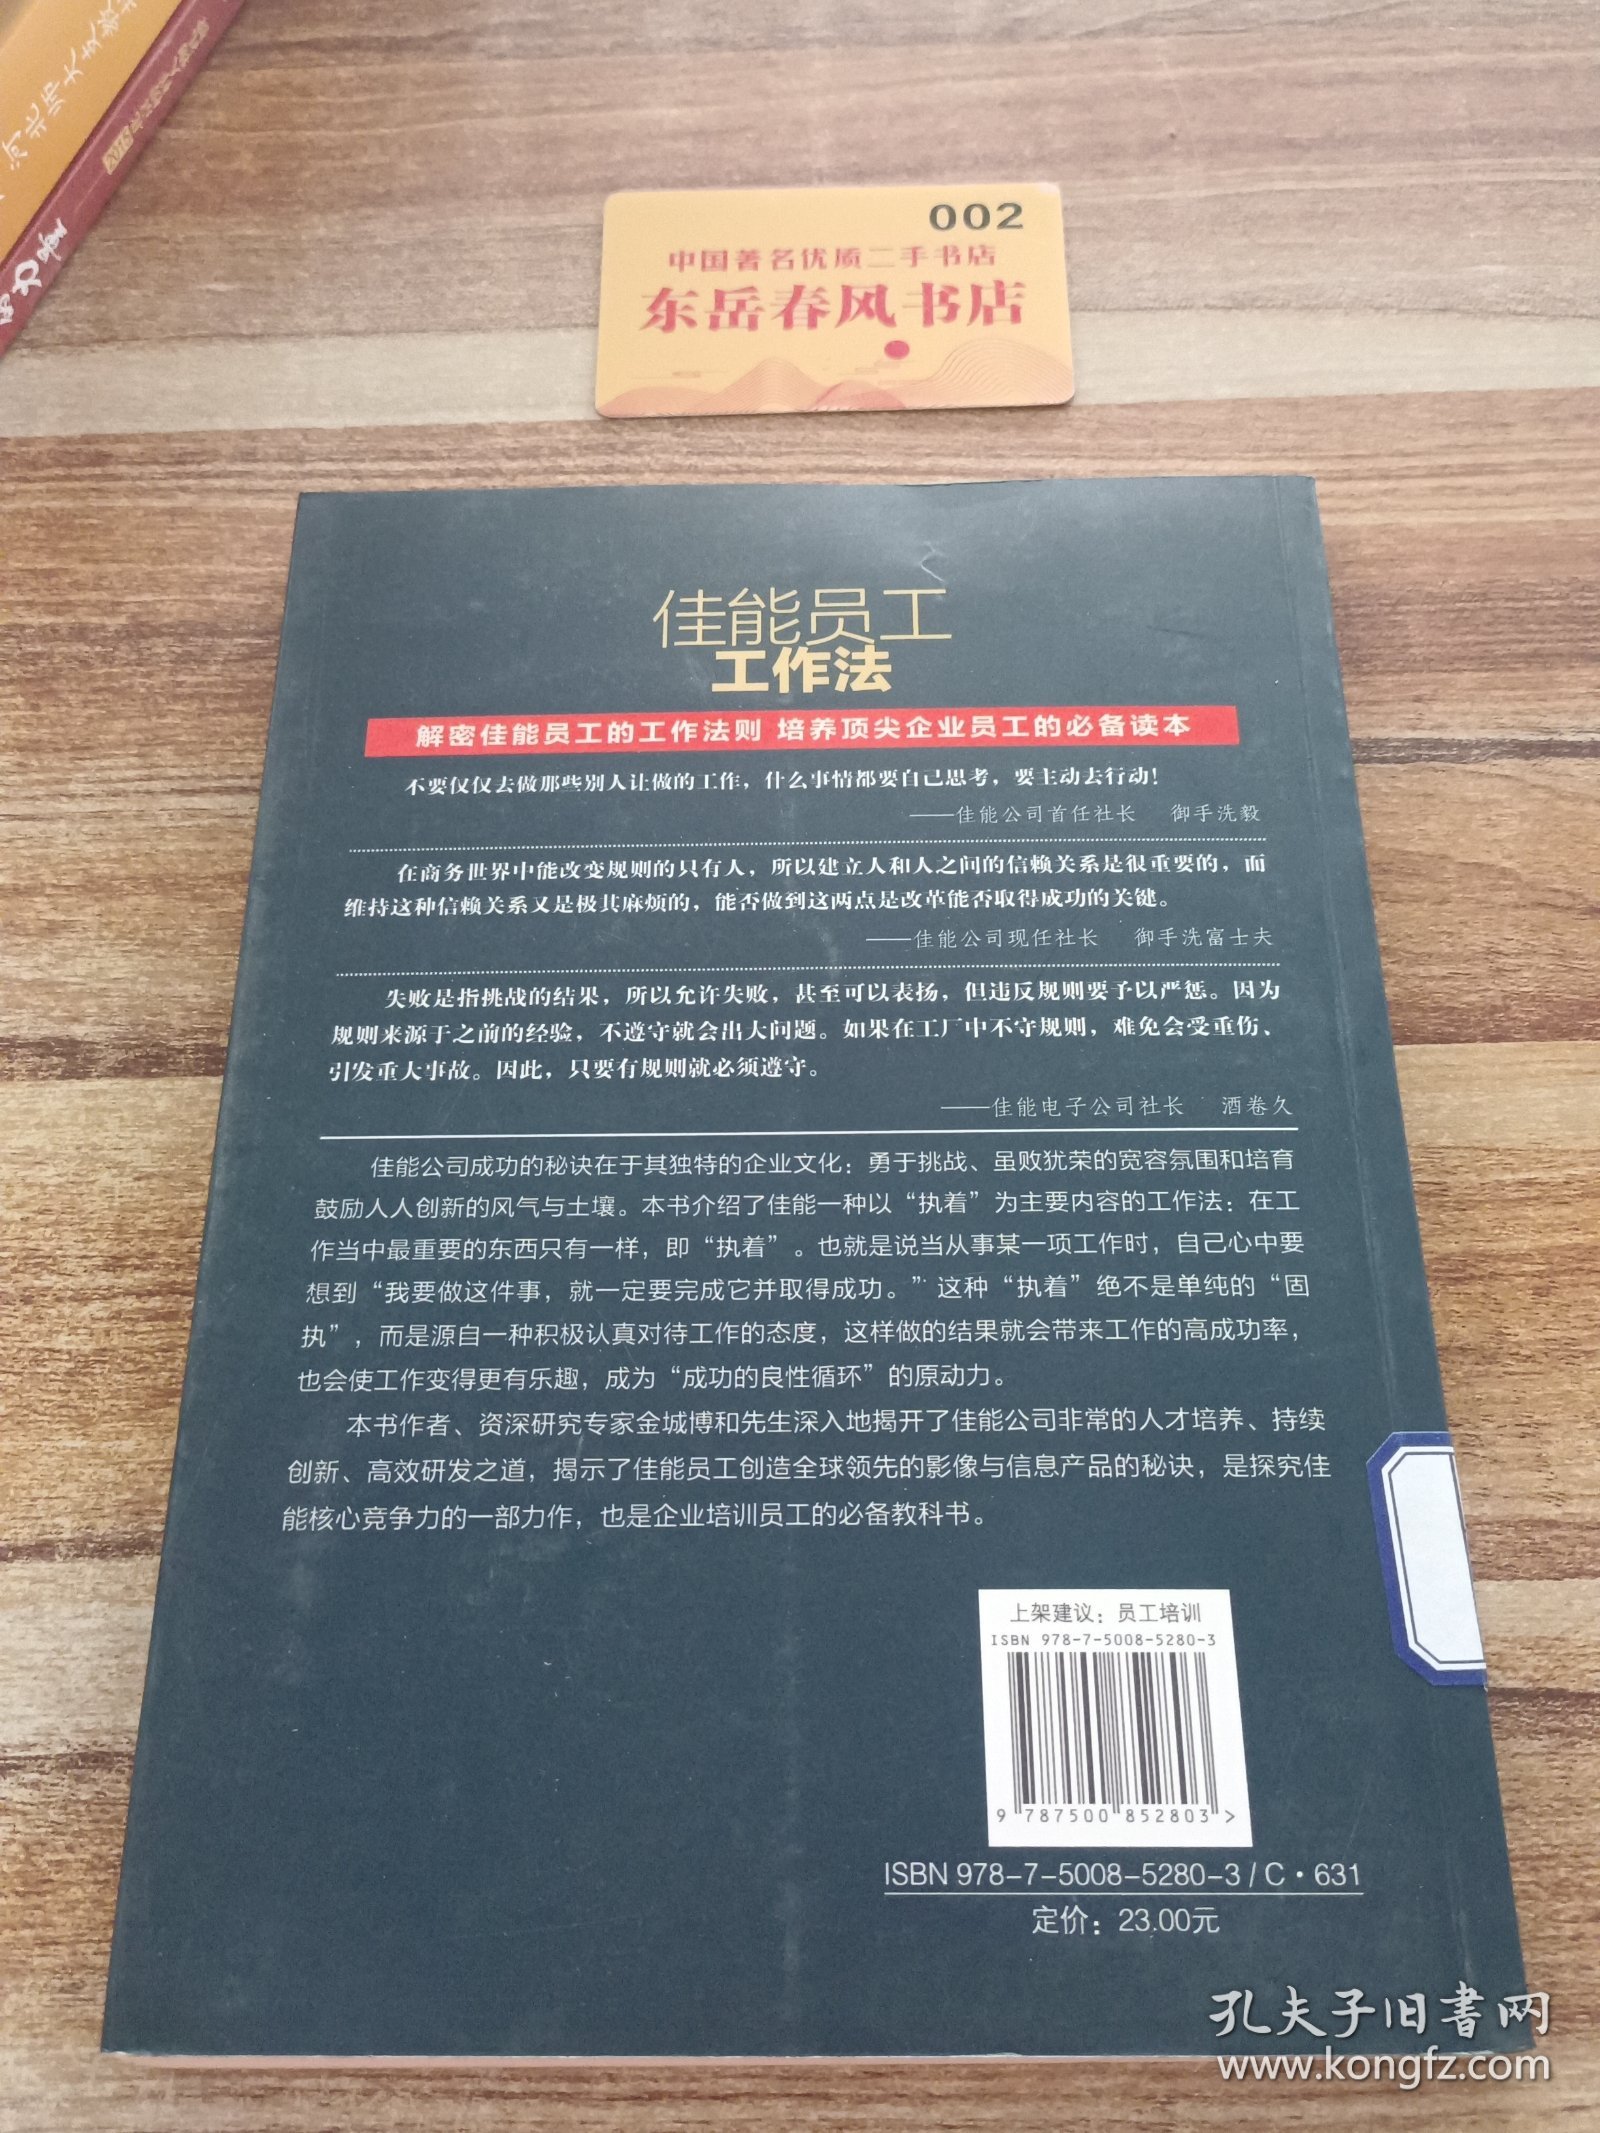 河北师大
2018
002
中国著名优质二手书店
东岳春风书店
佳能员工
工作法
解密佳能员工的工作法则 培养顶尖企业员工的必备读本
不要仅仅去做那些别人让做的工作，什么事情都要自己思考，要主动去行动！
——佳能公司首任社长 御手洗毅
在商务世界中能改变规则的只有人，所以建立人和人之间的信赖关系是很重要的，而
维持这种信赖关系又是极其麻烦的，能否做到这两点是改革能否取得成功的关键。
——佳能公司现任社长 御手洗富士夫
失败是指挑战的结果，所以允许失败，甚至可以表扬，但违反规则要予以严惩。因为
规则来源于之前的经验，不遵守就会出大问题。如果在工厂中不守规则，难免会受重伤、
引发重大事故。因此，只要有规则就必须遵守。
——佳能电子公司社长 酒卷久
佳能公司成功的秘诀在于其独特的企业文化：勇于挑战、虽败犹荣的宽容氛围和培育
鼓励人人创新的风气与土壤。本书介绍了佳能一种以“执着”为主要内容的工作法：在工
作当中最重要的东西只有一样，即“执着”。也就是说当从事某一项工作时，自己心中要
想到“我要做这件事，就一定要完成它并取得成功。”这种“执着”绝不是单纯的“固
执”，而是源自一种积极认真对待工作的态度，这样做的结果就会带来工作的高成功率，
也会使工作变得更有乐趣，成为“成功的良性循环”的原动力。
本书作者、资深研究专家金城博和先生深入地揭开了佳能公司非常的人才培养、持续
创新、高效研发之道，揭示了佳能员工创造全球领先的影像与信息产品的秘诀，是探究佳
能核心竞争力的一部力作，也是企业培训员工的必备教科书。
上架建议：员工培训
ISBN 978-7-5008-5280-3
9 787500 852803 >
ISBN 978-7-5008-5280-3 / C·631
定价：23.00元
孔夫子旧书网
www.kongfz.com